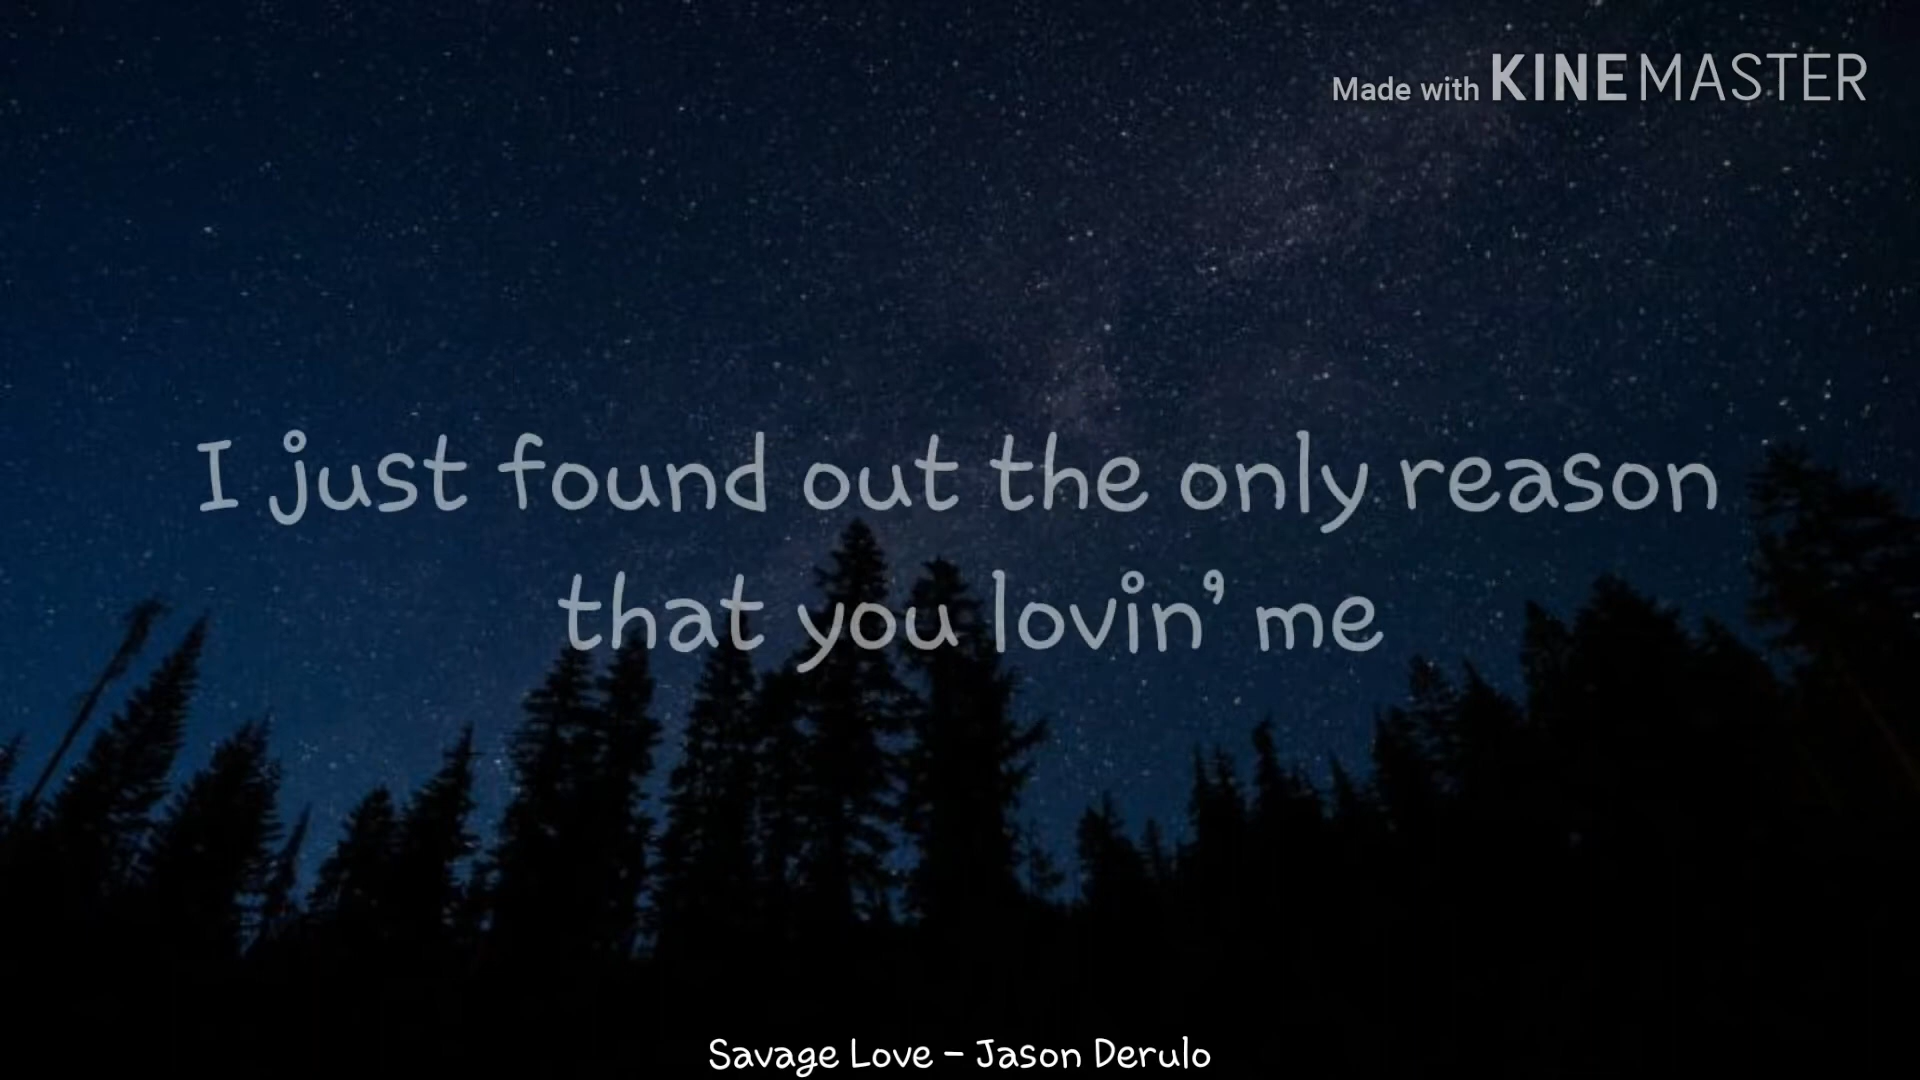 Made with KINEMASTER
I just found out the only reason
that you lovin' me
Savage Love – Jason Derulo